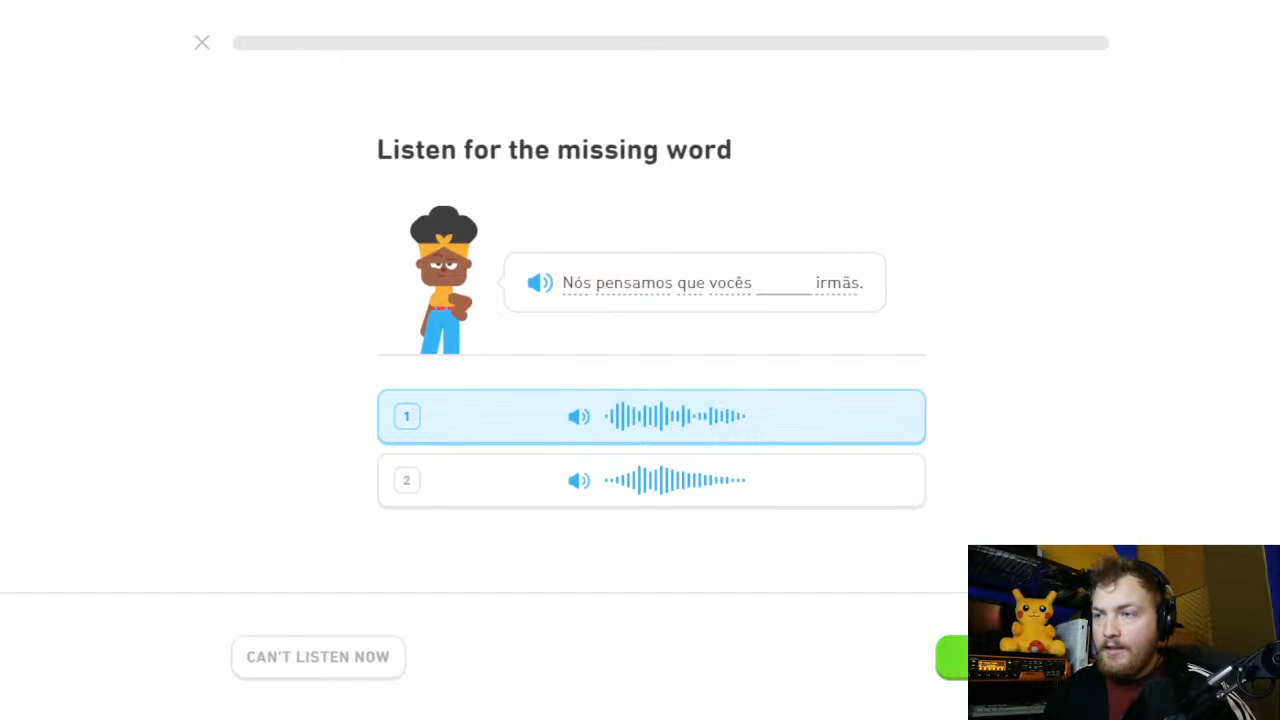 Listen for the missing word
Nós pensamos que vocês ______ irmãs.
1
2
CAN'T LISTEN NOW